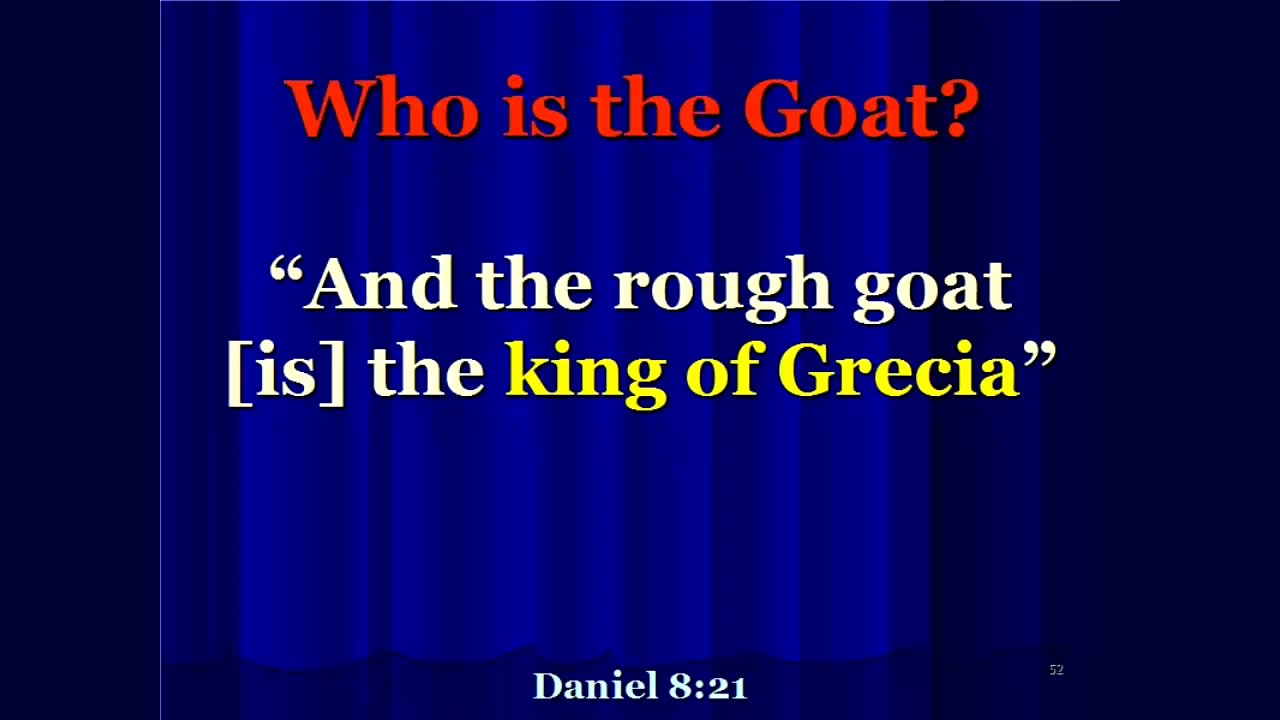 Who is the Goat?
“And the rough goat
[is] the king of Grecia”
52
Daniel 8:21